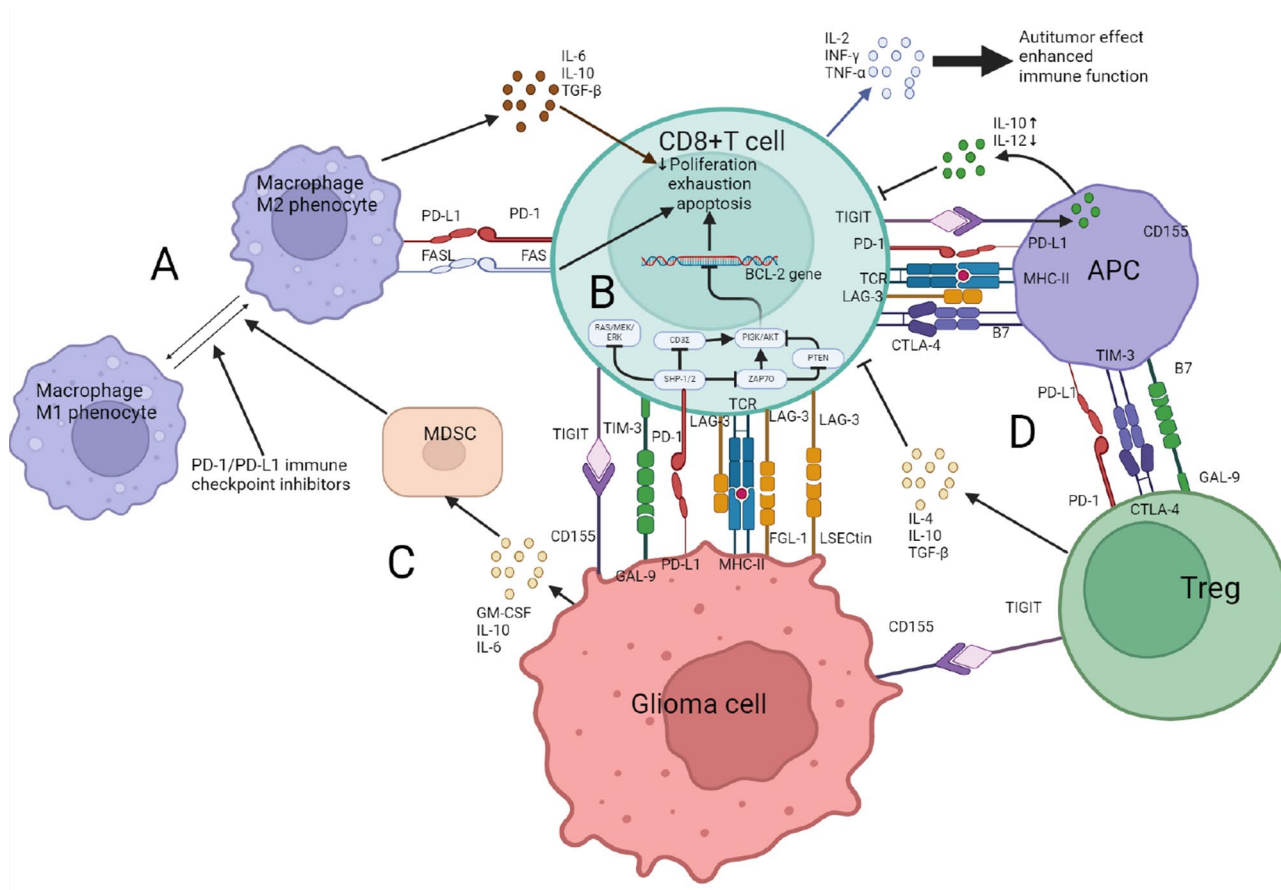 IL-6
IL-10
TGF-β
IL-2
INF-γ
TNF-α
Autitumor effect
enhanced
immune function
Macrophage
M2 phenocyte
PD-L1
PD-1
FASL
FAS
A
CD8+T cell
↓Poliferation
exhaustion
apoptosis
BCL-2 gene
B
RAS/MEK/
ERK
CD3Σ
PI3K/AKT
PTEN
SHP-1/2
ZAP70
IL-10↑
IL-12↓
TIGIT
CD155
PD-1
PD-L1
APC
TCR
MHC-II
LAG-3
CTLA-4
B7
Macrophage
M1 phenocyte
PD-1/PD-L1 immune
checkpoint inhibitors
MDSC
C
GM-CSF
IL-10
IL-6
TIGIT
TIM-3
PD-1
LAG-3
TCR
LAG-3
LAG-3
CD155
GAL-9
PD-L1
MHC-II
FGL-1
LSECtin
Glioma cell
IL-4
IL-10
TGF-β
TIM-3
B7
PD-L1
D
PD-1
CTLA-4
GAL-9
Treg
TIGIT
CD155